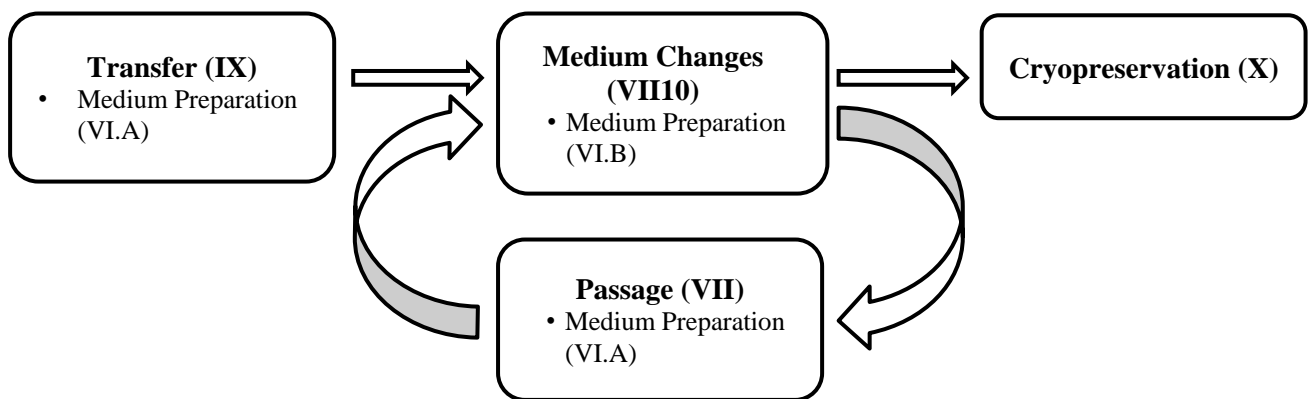 Transfer (IX)
• Medium Preparation
(VI.A)
Medium Changes
(VII10)
• Medium Preparation
(VI.B)
Cryopreservation (X)
Passage (VII)
• Medium Preparation
(VI.A)